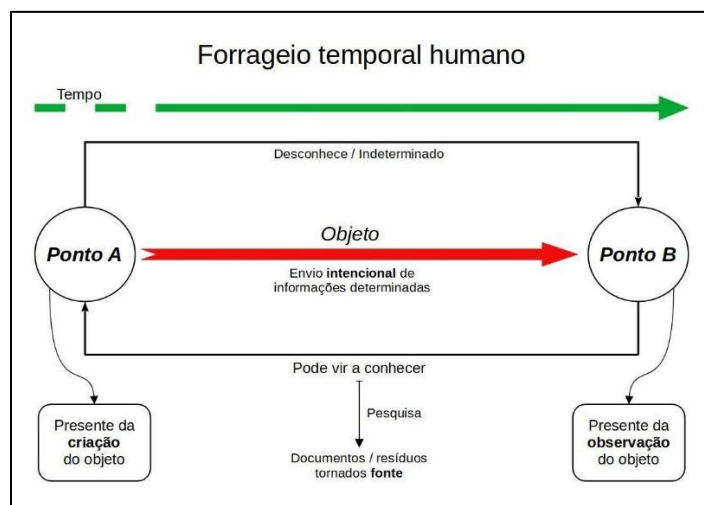 Forrageio temporal humano
Tempo
Desconhece / Indeterminado
Ponto A
Objeto
Ponto B
Envio intencional de
informações determinadas
Pode vir a conhecer
Pesquisa
Presente da
criação
do objeto
Documentos / resíduos
tornados fonte
Presente da
observação
do objeto